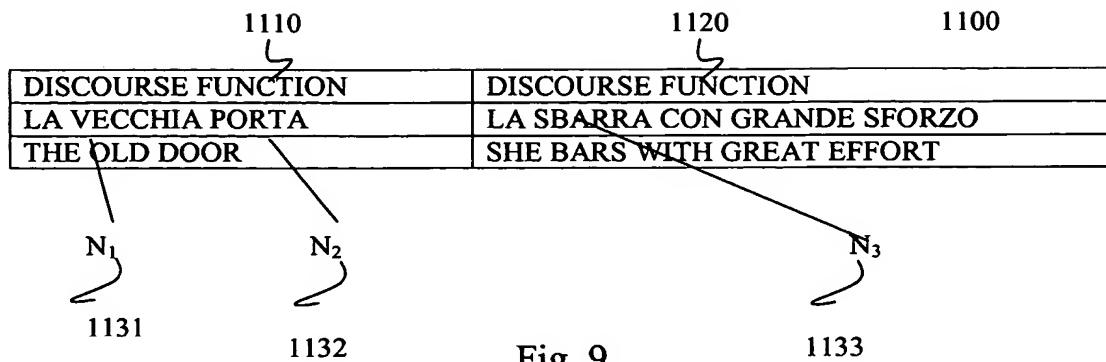 1110 1120 1100
DISCOURSE FUNCTION DISCOURSE FUNCTION
LA VECCHIA PORTA LA SBARRA CON GRANDE SFORZO
THE OLD DOOR SHE BARS WITH GREAT EFFORT
N₁ N₂ N₃
1131 1132 1133
Fig. 9